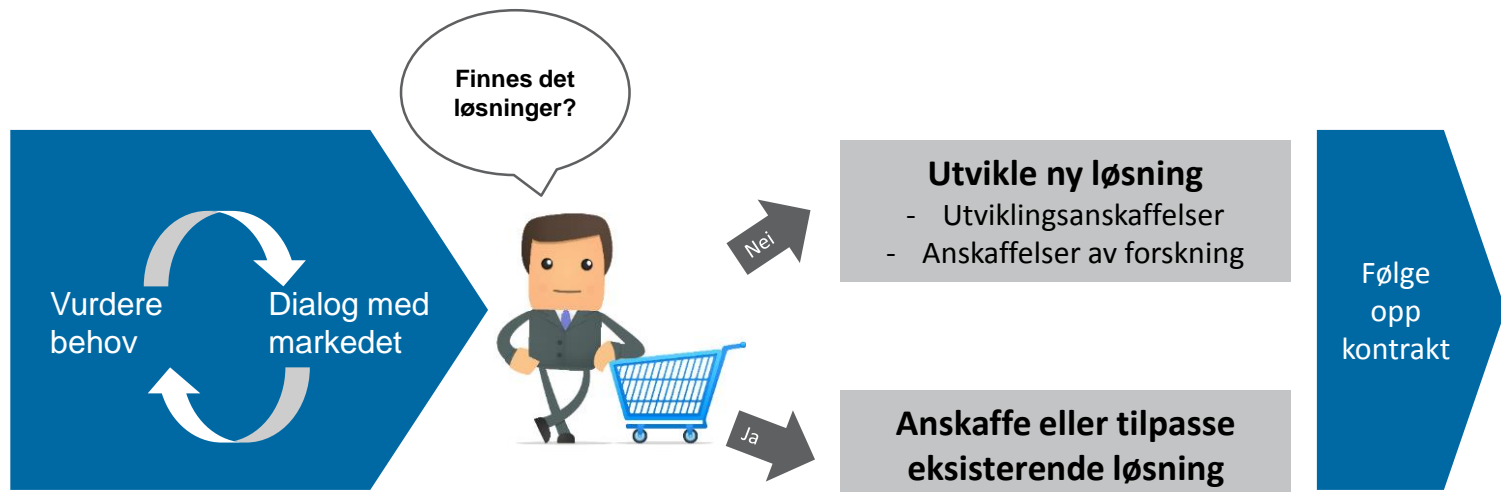 Finnes det
løsninger?
Vurdere
behov
Dialog med
markedet
Nei
Utvikle ny løsning
- Utviklingsanskaffelser
- Anskaffelser av forskning
Ja
Anskaffe eller tilpasse
eksisterende løsning
Følge
opp
kontrakt